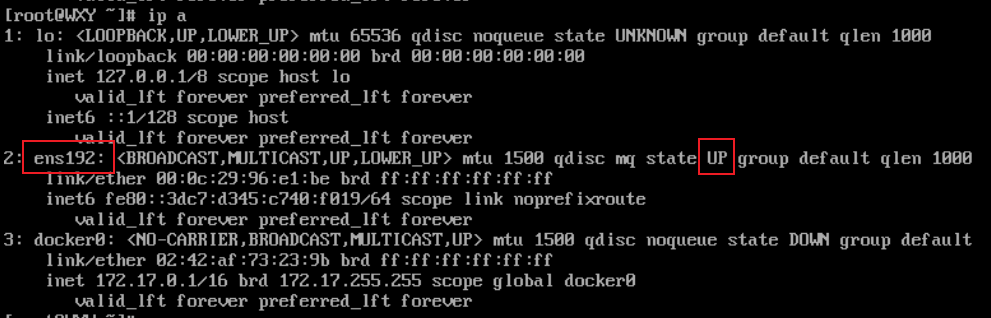 [root@WXY ~]# ip a
1: lo: <LOOPBACK,UP,LOWER_UP> mtu 65536 qdisc noqueue state UNKNOWN group default qlen 1000
link/loopback 00:00:00:00:00:00 brd 00:00:00:00:00:00
inet 127.0.0.1/8 scope host lo
valid_lft forever preferred_lft forever
inet6 ::1/128 scope host
valid_lft forever preferred_lft forever
2: ens192: <BROADCAST,MULTICAST,UP,LOWER_UP> mtu 1500 qdisc mq state UP group default qlen 1000
link/ether 00:0c:29:96:e1:be brd ff:ff:ff:ff:ff:ff
inet6 fe80::3dc7:d345:c740:f019/64 scope link noprefixroute
valid_lft forever preferred_lft forever
3: docker0: <NO-CARRIER,BROADCAST,MULTICAST,UP> mtu 1500 qdisc noqueue state DOWN group default
link/ether 02:42:af:73:23:9b brd ff:ff:ff:ff:ff:ff
inet 172.17.0.1/16 brd 172.17.255.255 scope global docker0
valid_lft forever preferred_lft forever